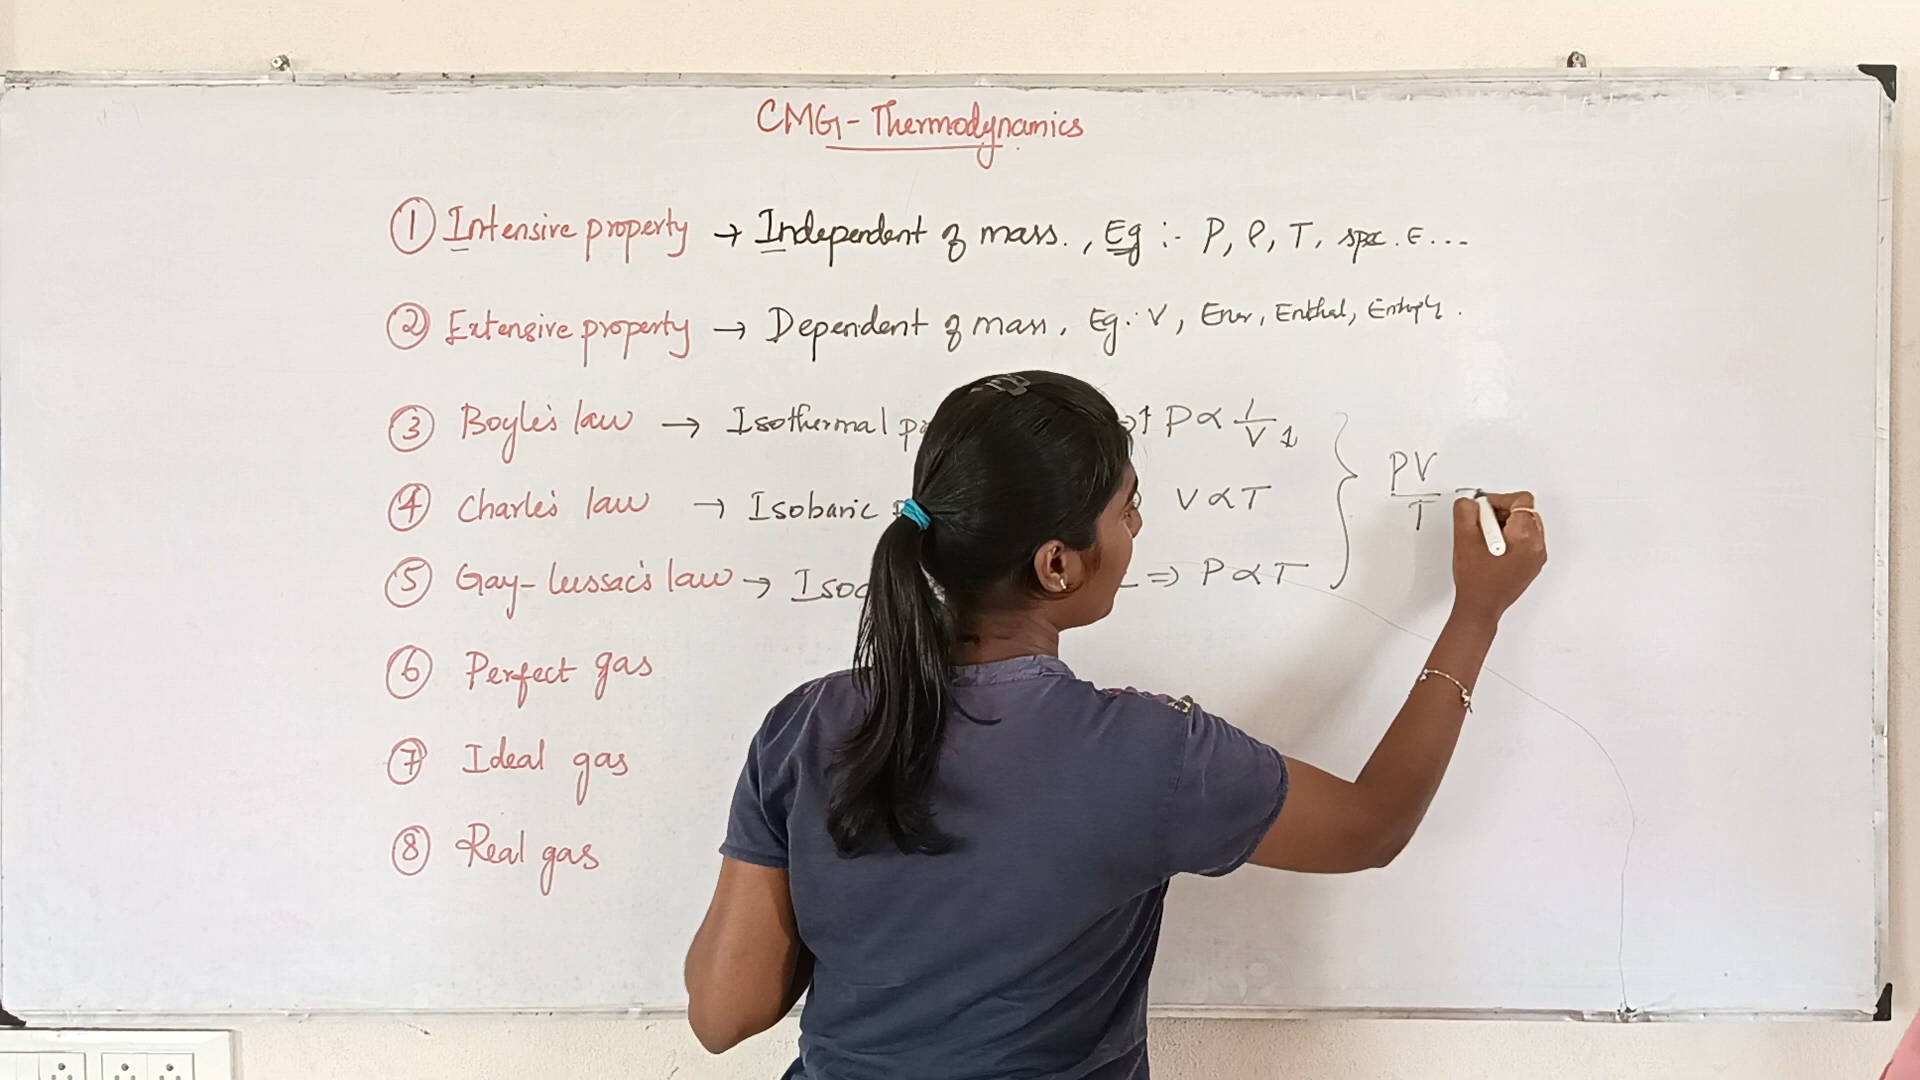 CMG - Thermodynamics
① Intensive property → Independent of mass. , Eg :- P, ρ, T, spc. E...
② Extensive property → Dependent of mass, Eg: V, Ener, Enthal, Entropy.
③ Boyle's law → Isothermal ⇒ P ∝ 1/V
④ Charle's law → Isobaric V ∝ T
⑤ Gay-lussac's law → ⇒ P ∝ T
PV/T =
⑥ Perfect gas
⑦ Ideal gas
⑧ Real gas